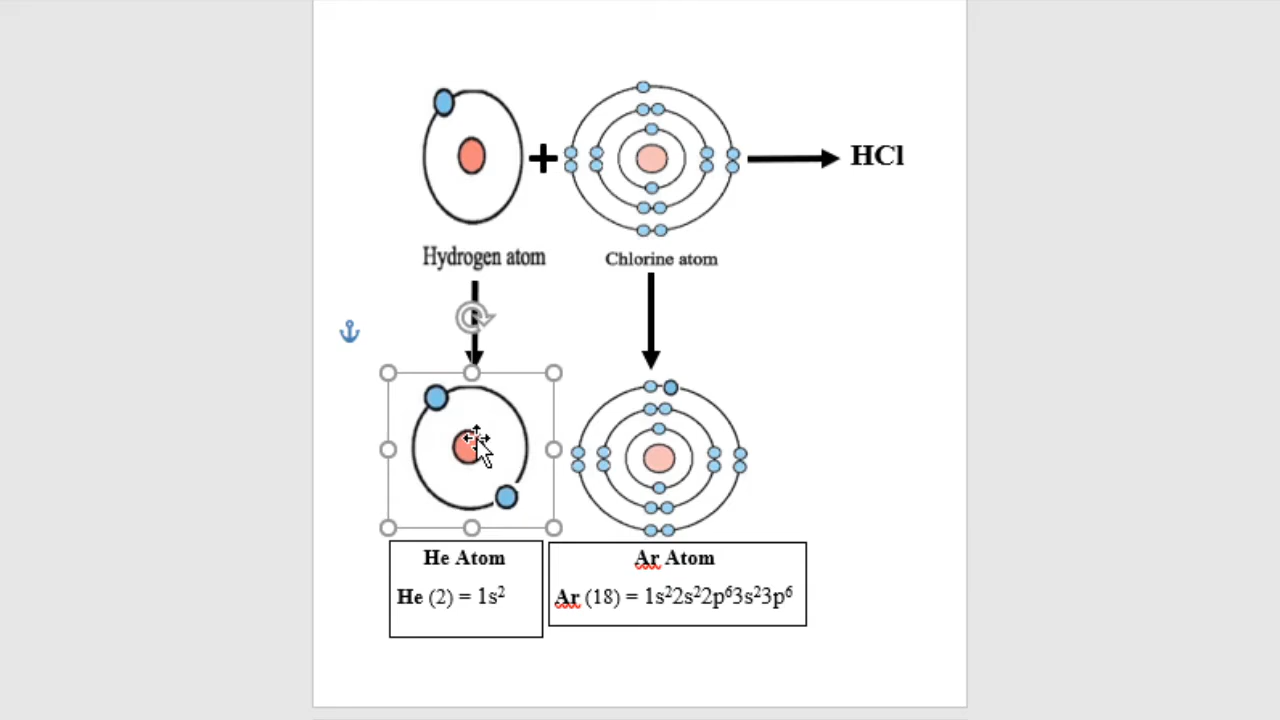 +
HCl
Hydrogen atom
Chlorine atom
He Atom
He (2) = 1s²
Ar Atom
Ar (18) = 1s²2s²2p⁶3s²3p⁶